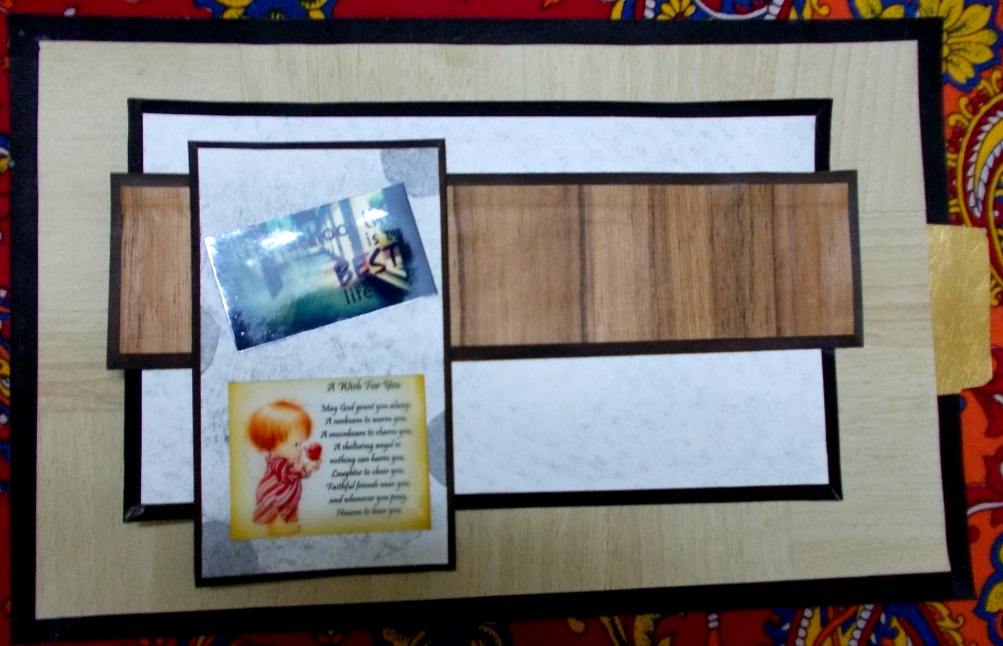 is
BEST
life
A Wish For You
May God grant you always
A sunbeam to warm you,
A moonbeam to charm you,
A sheltering angel so
nothing can harm you,
Laughter to cheer you,
Faithful friends near you,
and whenever you pray,
Heaven to hear you.